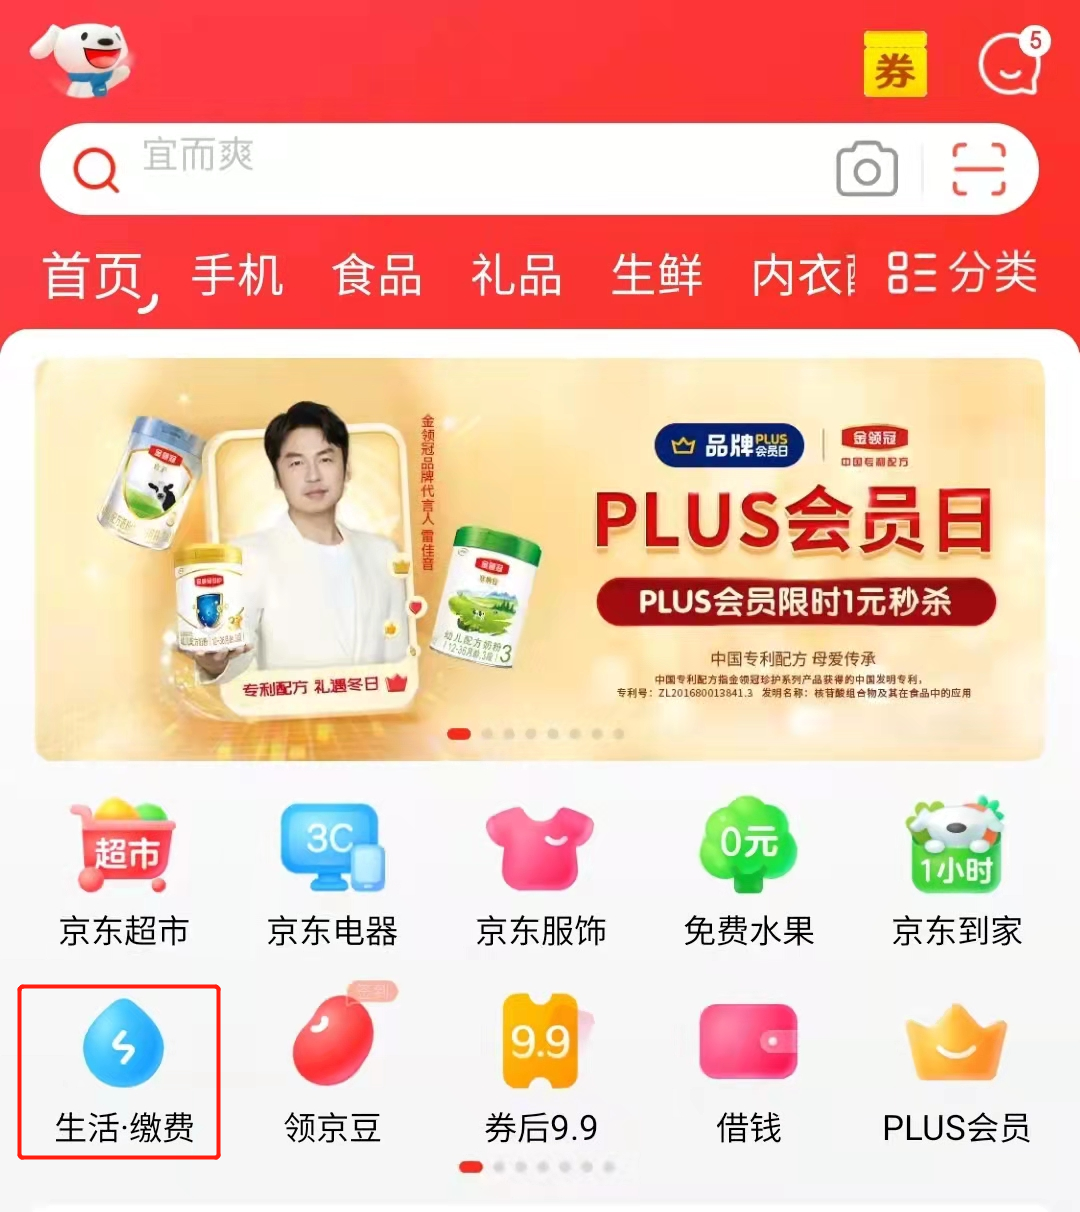 5
券
宜而爽
首页 手机 食品 礼品 生鲜 内衣 分类
金领冠品牌代言人 雷佳音
品牌PLUS会员日 金领冠
中国专利配方
PLUS会员日
PLUS会员限时1元秒杀
中国专利配方 母爱传承
中国专利配方指金领冠珍护系列产品获得的中国发明专利，
专利号：ZL201680013841.3 发明名称：核苷酸组合物及其在食品中的应用
金领冠
金领冠
幼儿配方奶粉
12-36月龄,3段 3
专利配方 礼遇冬日
超市 3C 0元 1小时
京东超市 京东电器 京东服饰 免费水果 京东到家
签到
9.9
生活·缴费 领京豆 券后9.9 借钱 PLUS会员